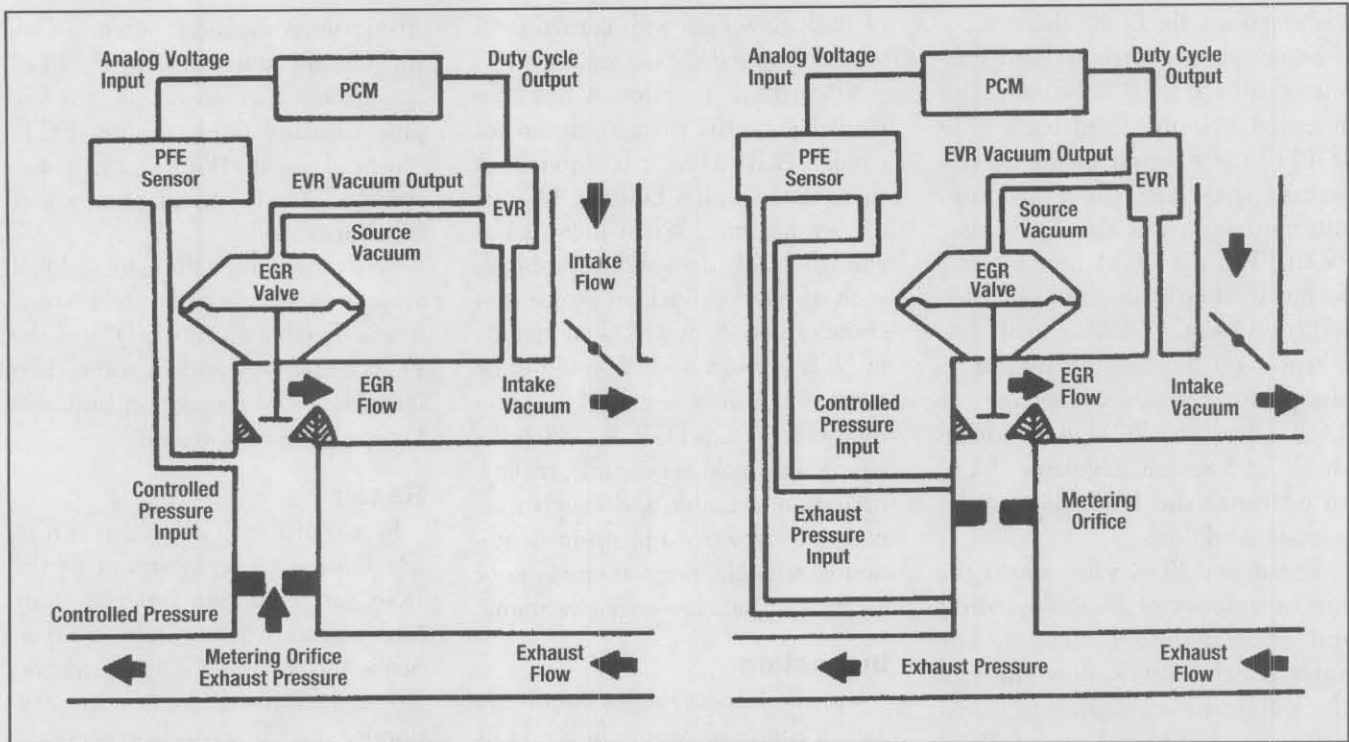 Analog Voltage
Input
PCM
Duty Cycle
Output
PFE
Sensor
EVR Vacuum Output
EVR
Source
Vacuum
EGR
Valve
Intake
Flow
EGR
Flow
Intake
Vacuum
Controlled
Pressure
Input
Controlled Pressure
Metering Orifice
Exhaust Pressure
Exhaust
Flow
Analog Voltage
Input
PCM
Duty Cycle
Output
PFE
Sensor
EVR Vacuum Output
EVR
Source
Vacuum
EGR
Valve
EGR
Flow
Intake
Vacuum
Controlled
Pressure
Input
Metering
Orifice
Exhaust
Pressure
Input
Exhaust Pressure
Exhaust
Flow